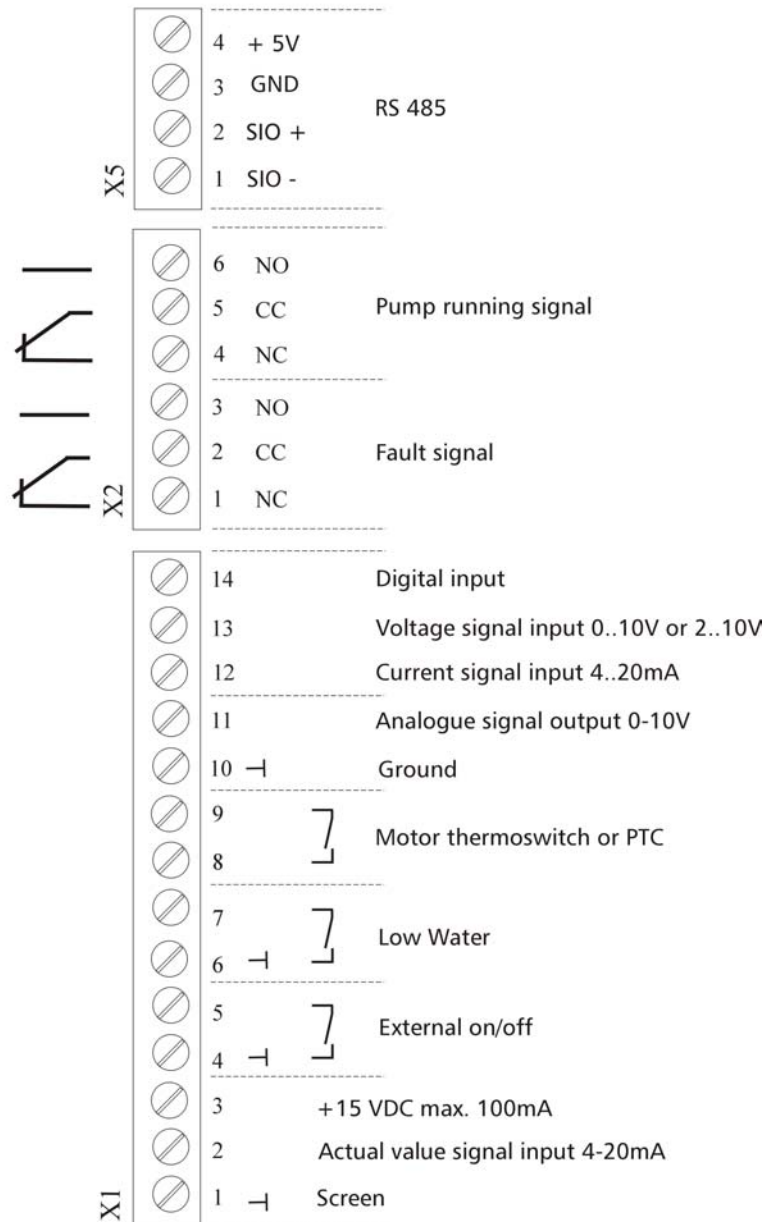 4 + 5V
3 GND
RS 485
2 SIO +
1 SIO -
X5
6 NO
5 CC Pump running signal
4 NC
3 NO
2 CC Fault signal
1 NC
X2
14 Digital input
13 Voltage signal input 0..10V or 2..10V
12 Current signal input 4..20mA
11 Analogue signal output 0-10V
10 Ground
9
Motor thermoswitch or PTC
8
7
Low Water
6
5
External on/off
4
3 +15 VDC max. 100mA
2 Actual value signal input 4-20mA
1 Screen
X1